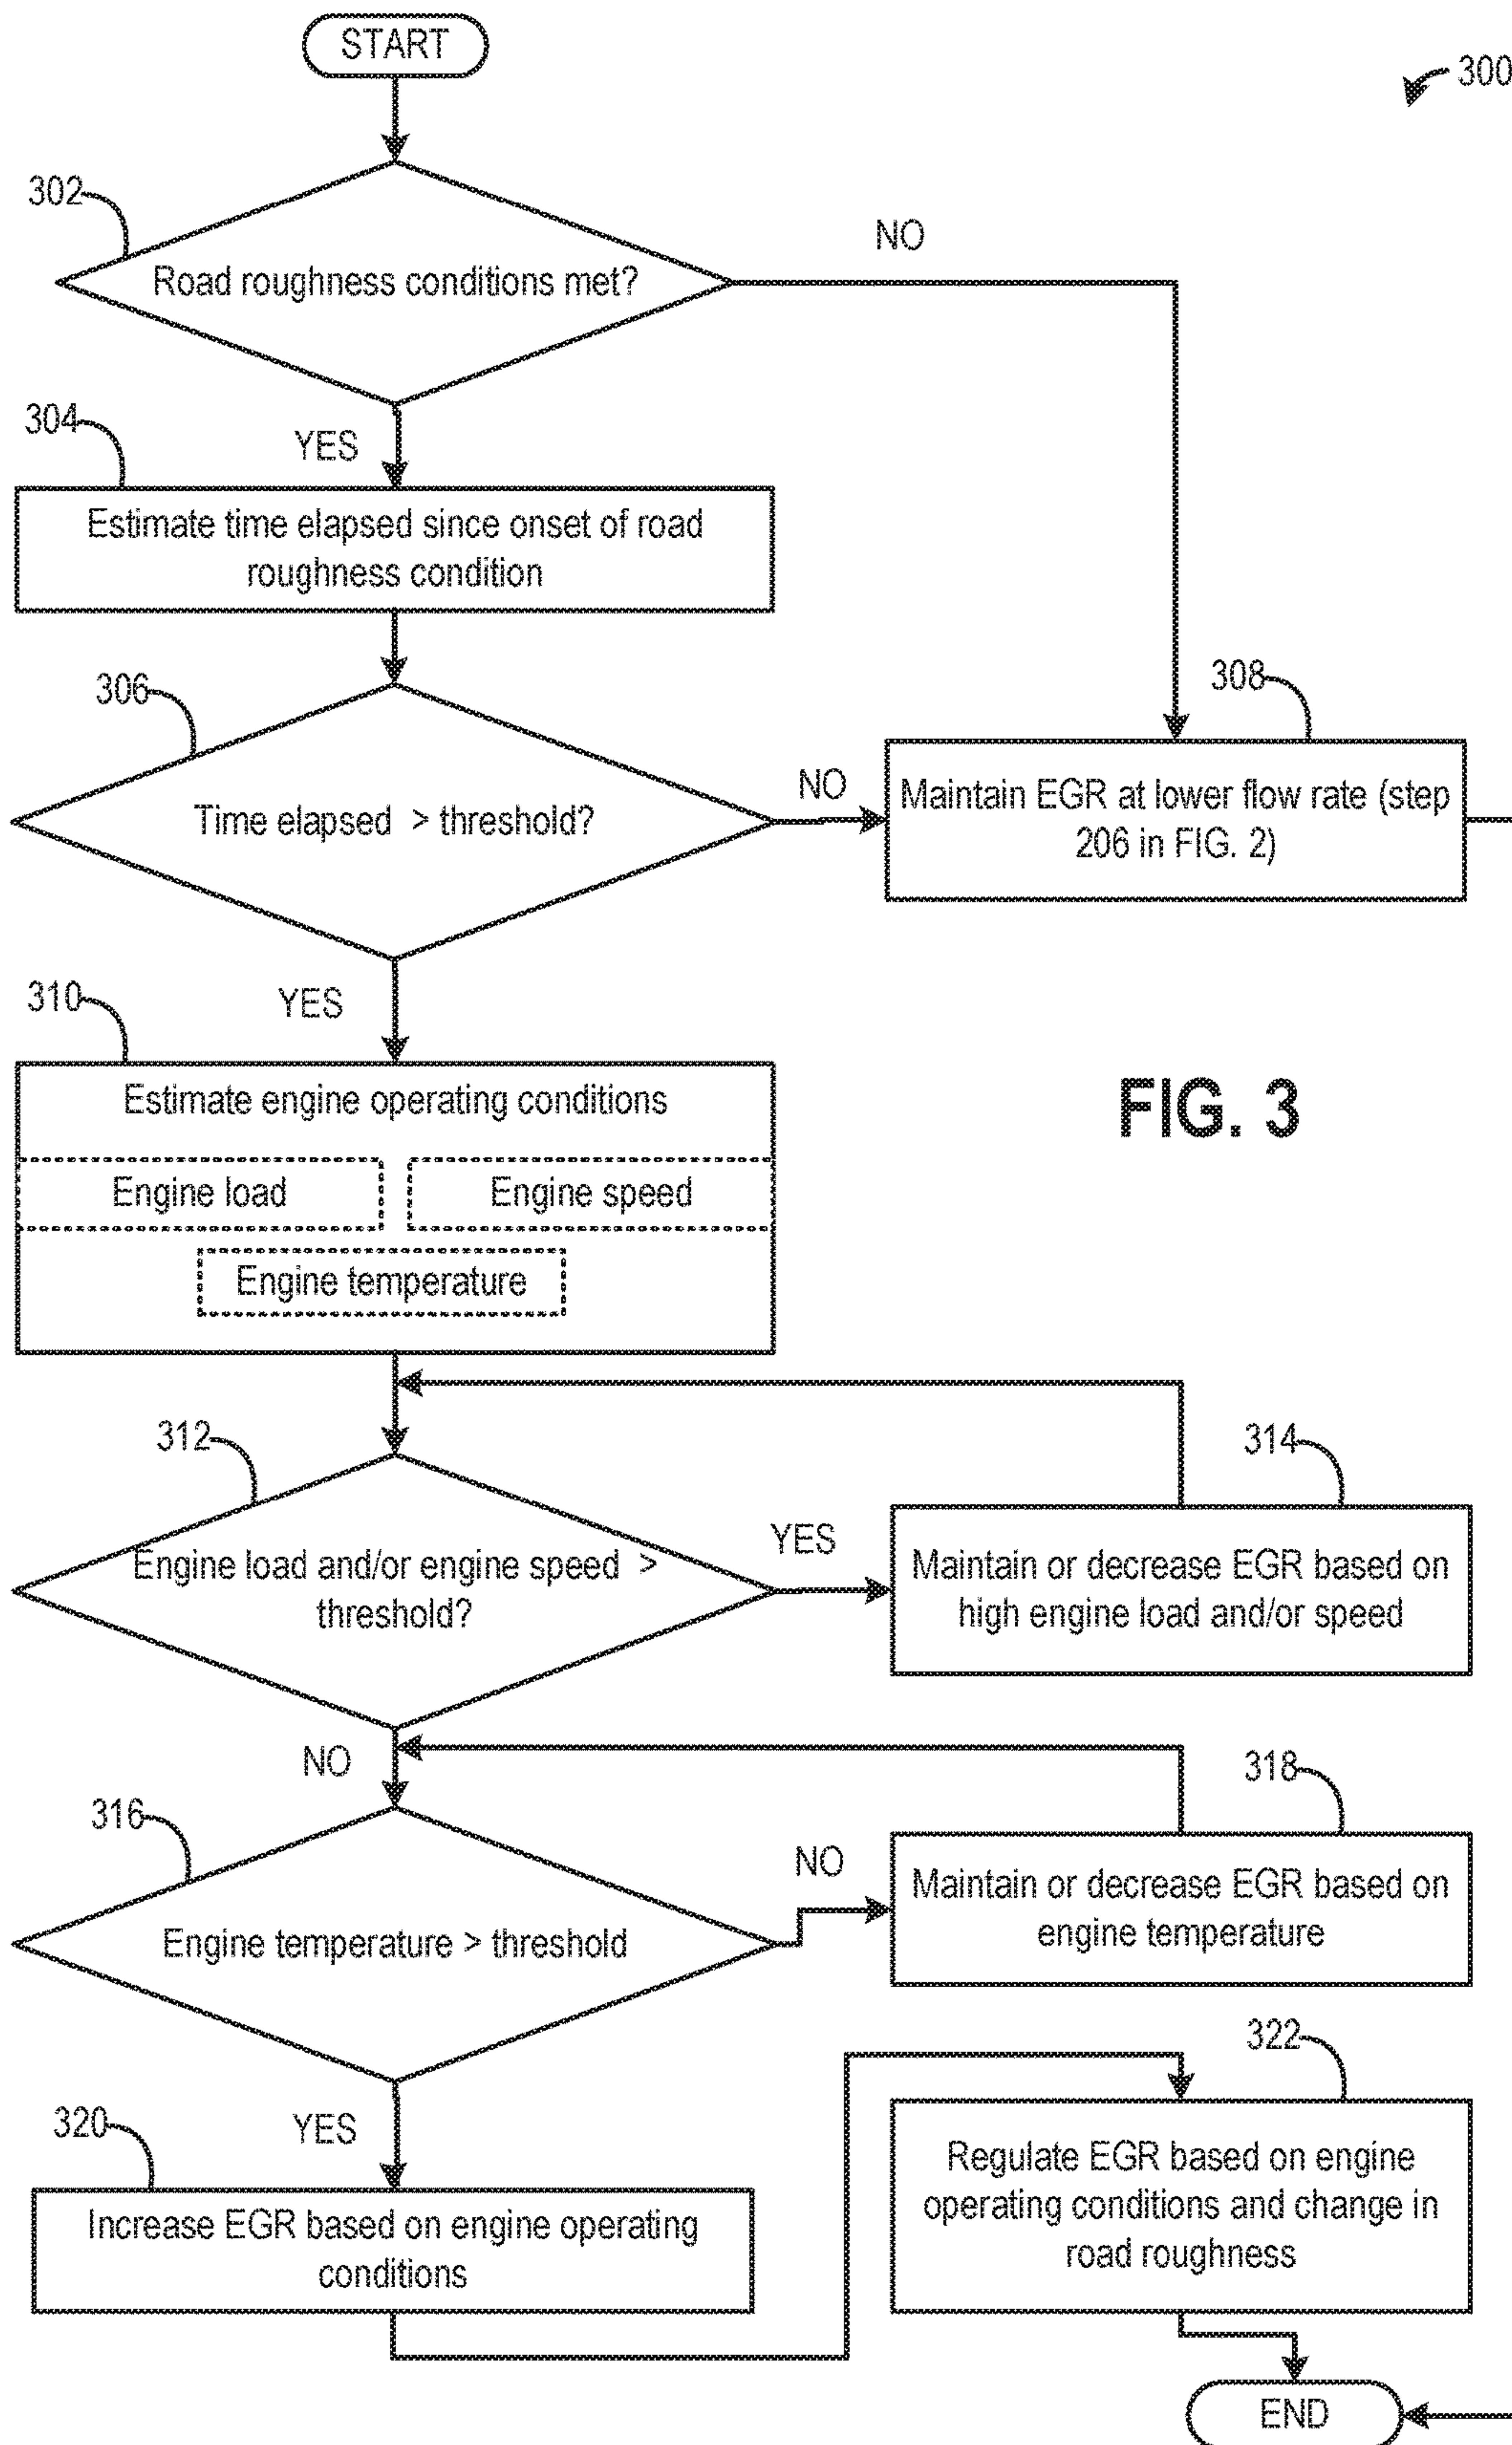 START
300
302
Road roughness conditions met?
NO
304
YES
Estimate time elapsed since onset of road
roughness condition
306
Time elapsed > threshold?
NO
308
Maintain EGR at lower flow rate (step
206 in FIG. 2)
310
YES
Estimate engine operating conditions
Engine load
Engine speed
Engine temperature
FIG. 3
312
Engine load and/or engine speed >
threshold?
YES
314
Maintain or decrease EGR based on
high engine load and/or speed
NO
316
Engine temperature > threshold
NO
318
Maintain or decrease EGR based on
engine temperature
320
YES
Increase EGR based on engine operating
conditions
322
Regulate EGR based on engine
operating conditions and change in
road roughness
END